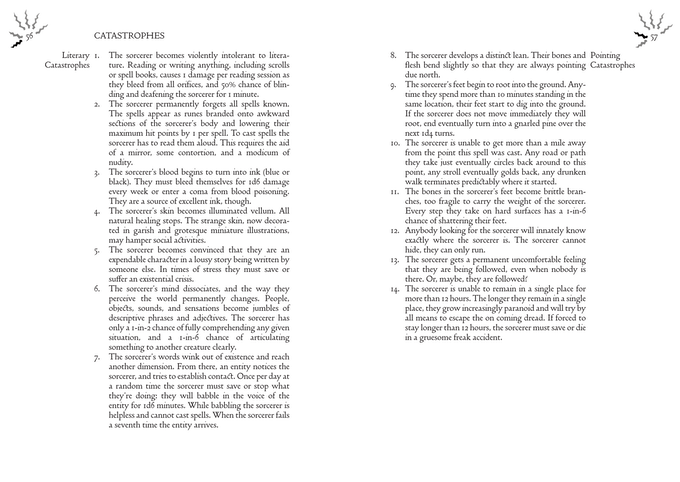 56
CATASTROPHES
Literary
Catastrophes
1. The sorcerer becomes violently intolerant to litera-
ture. Reading or writing anything, including scrolls
or spell books, causes 1 damage per reading session as
they bleed from all orifices, and 50% chance of blin-
ding and deafening the sorcerer for 1 minute.
2. The sorcerer permanently forgets all spells known.
The spells appear as runes branded onto awkward
sections of the sorcerer's body and lowering their
maximum hit points by 1 per spell. To cast spells the
sorcerer has to read them aloud. This requires the aid
of a mirror, some contortion, and a modicum of
nudity.
3. The sorcerer's blood begins to turn into ink (blue or
black). They must bleed themselves for 1d6 damage
every week or enter a coma from blood poisoning.
They are a source of excellent ink, though.
4. The sorcerer's skin becomes illuminated vellum. All
natural healing stops. The strange skin, now decora-
ted in garish and grotesque miniature illustrations,
may hamper social activities.
5. The sorcerer becomes convinced that they are an
expendable character in a lousy story being written by
someone else. In times of stress they must save or
suffer an existential crisis.
6. The sorcerer's mind dissociates, and the way they
perceive the world permanently changes. People,
objects, sounds, and sensations become jumbles of
descriptive phrases and adjectives. The sorcerer has
only a 1-in-2 chance of fully comprehending any given
situation, and a 1-in-6 chance of articulating
something to another creature clearly.
7. The sorcerer's words wink out of existence and reach
another dimension. From there, an entity notices the
sorcerer, and tries to establish contact. Once per day at
a random time the sorcerer must save or stop what
they're doing; they will babble in the voice of the
entity for 1d6 minutes. While babbling the sorcerer is
helpless and cannot cast spells. When the sorcerer fails
a seventh time the entity arrives.
57
Pointing
Catastrophes
8. The sorcerer develops a distinct lean. Their bones and
flesh bend slightly so that they are always pointing
due north.
9. The sorcerer's feet begin to root into the ground. Any-
time they spend more than 10 minutes standing in the
same location, their feet start to dig into the ground.
If the sorcerer does not move immediately they will
root, end eventually turn into a gnarled pine over the
next 1d4 turns.
10. The sorcerer is unable to get more than a mile away
from the point this spell was cast. Any road or path
they take just eventually circles back around to this
point, any stroll eventually golds back, any drunken
walk terminates predictably where it started.
11. The bones in the sorcerer's feet become brittle bran-
ches, too fragile to carry the weight of the sorcerer.
Every step they take on hard surfaces has a 1-in-6
chance of shattering their feet.
12. Anybody looking for the sorcerer will innately know
exactly where the sorcerer is. The sorcerer cannot
hide, they can only run.
13. The sorcerer gets a permanent uncomfortable feeling
that they are being followed, even when nobody is
there. Or, maybe, they are followed?
14. The sorcerer is unable to remain in a single place for
more than 12 hours. The longer they remain in a single
place, they grow increasingly paranoid and will try by
all means to escape the on coming dread. If forced to
stay longer than 12 hours, the sorcerer must save or die
in a gruesome freak accident.